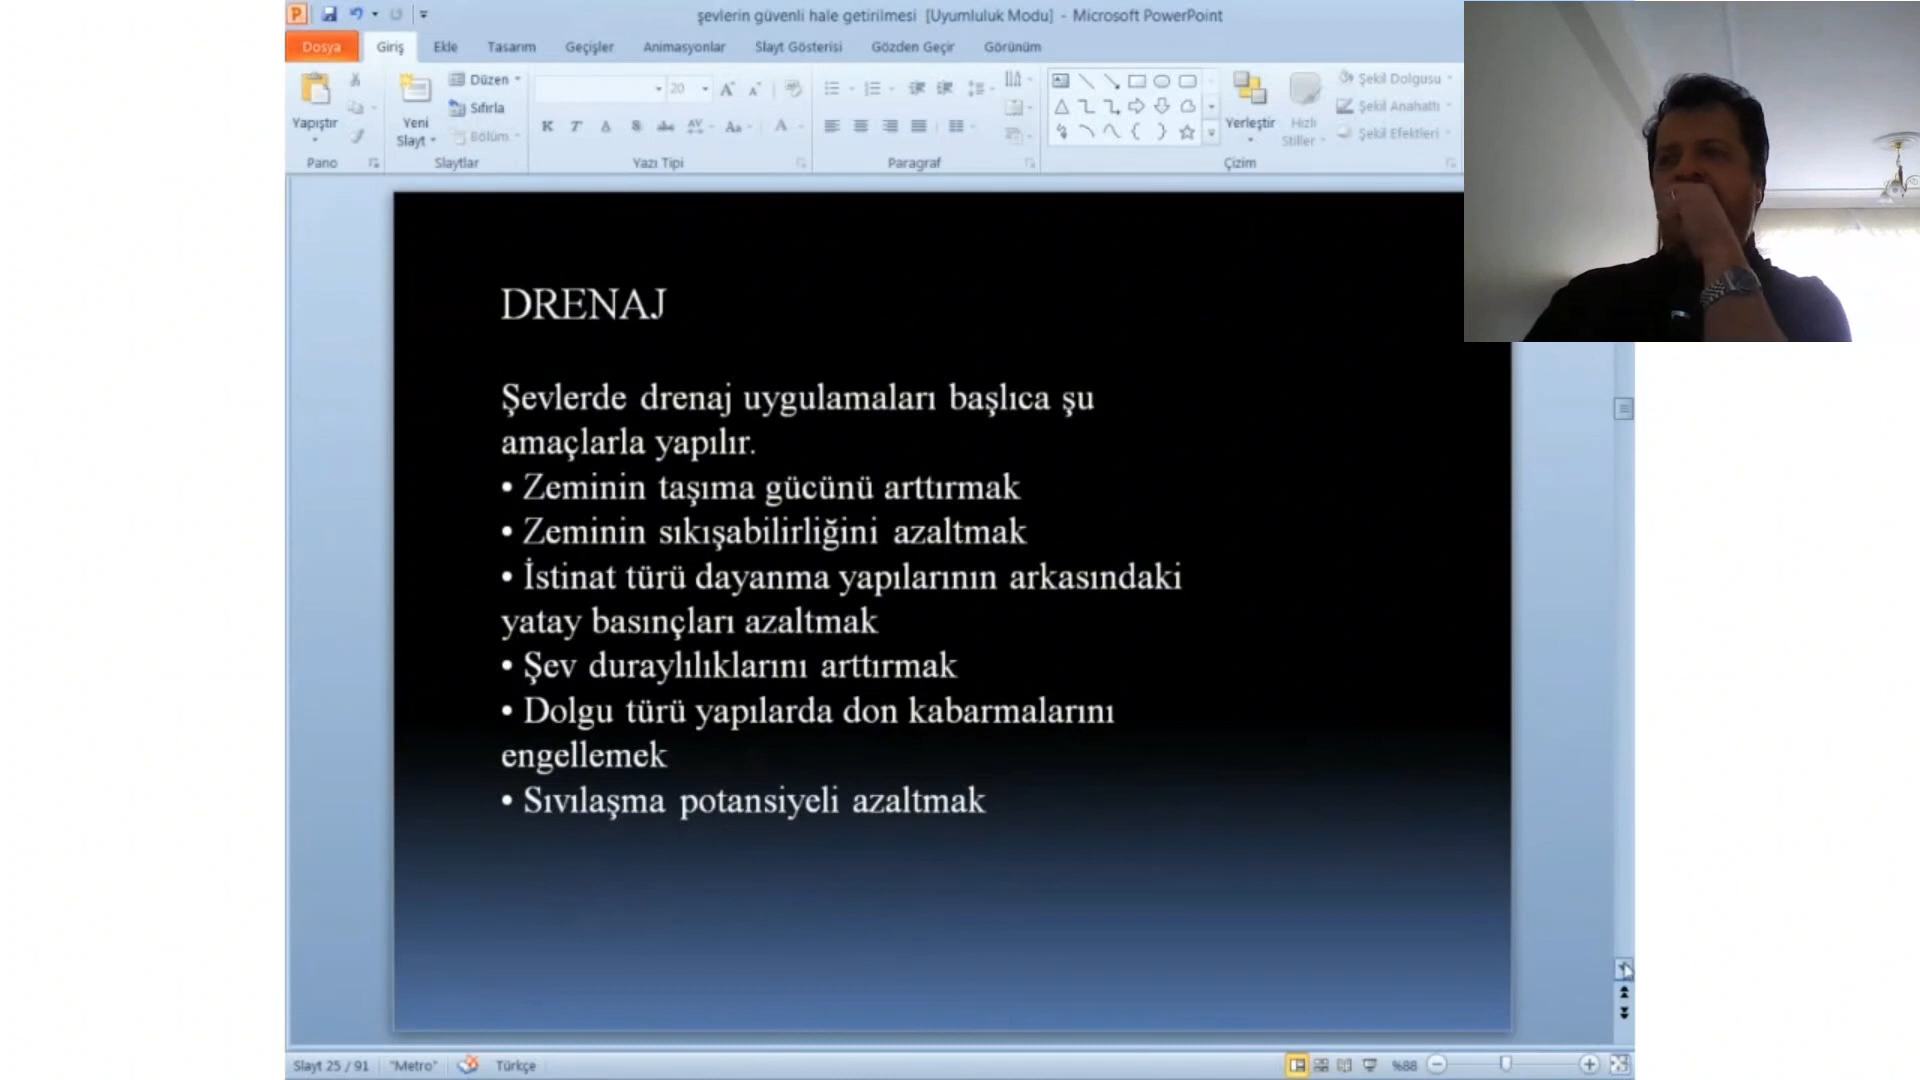 şevlerin güvenli hale getirilmesi [Uyumluluk Modu] - Microsoft PowerPoint
Dosya Giriş Ekle Tasarım Geçişler Animasyonlar Slayt Gösterisi Gözden Geçir Görünüm
Yapıştır
Yeni Slayt
Düzen
Sıfırla
Bölüm
20
K T A S abc AV Aa A
Yerleştir
Hızlı Stiller
Şekil Dolgusu
Şekil Anahattı
Şekil Efektleri
Pano Slaytlar Yazı Tipi Paragraf Çizim
DRENAJ
Şevlerde drenaj uygulamaları başlıca şu
amaçlarla yapılır.
• Zeminin taşıma gücünü arttırmak
• Zeminin sıkışabilirliğini azaltmak
• İstinat türü dayanma yapılarının arkasındaki
yatay basınçları azaltmak
• Şev duraylılıklarını arttırmak
• Dolgu türü yapılarda don kabarmalarını
engellemek
• Sıvılaşma potansiyeli azaltmak
Slayt 25 / 91 "Metro" Türkçe %88